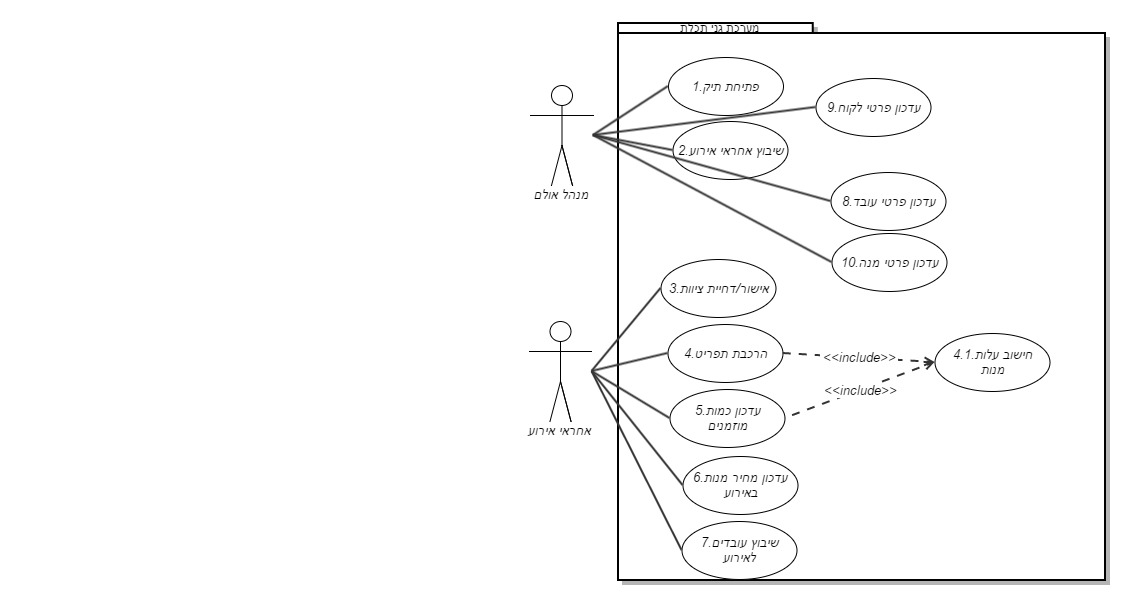 מערכת גני תכלת
1.פתיחת תיק
9.עדכון פרטי לקוח
2.שיבוץ אחראי אירוע
מנהל אולם
8.עדכון פרטי עובד
10.עדכון פרטי מנה
3.אישור/דחיית ציוות
4.הרכבת תפריט
<<include>>
4.1.חישוב עלות
מנות
<<include>>
5.עדכון כמות
מוזמנים
אחראי אירוע
6.עדכון מחיר מנות
באירוע
7.שיבוץ עובדים
לאירוע